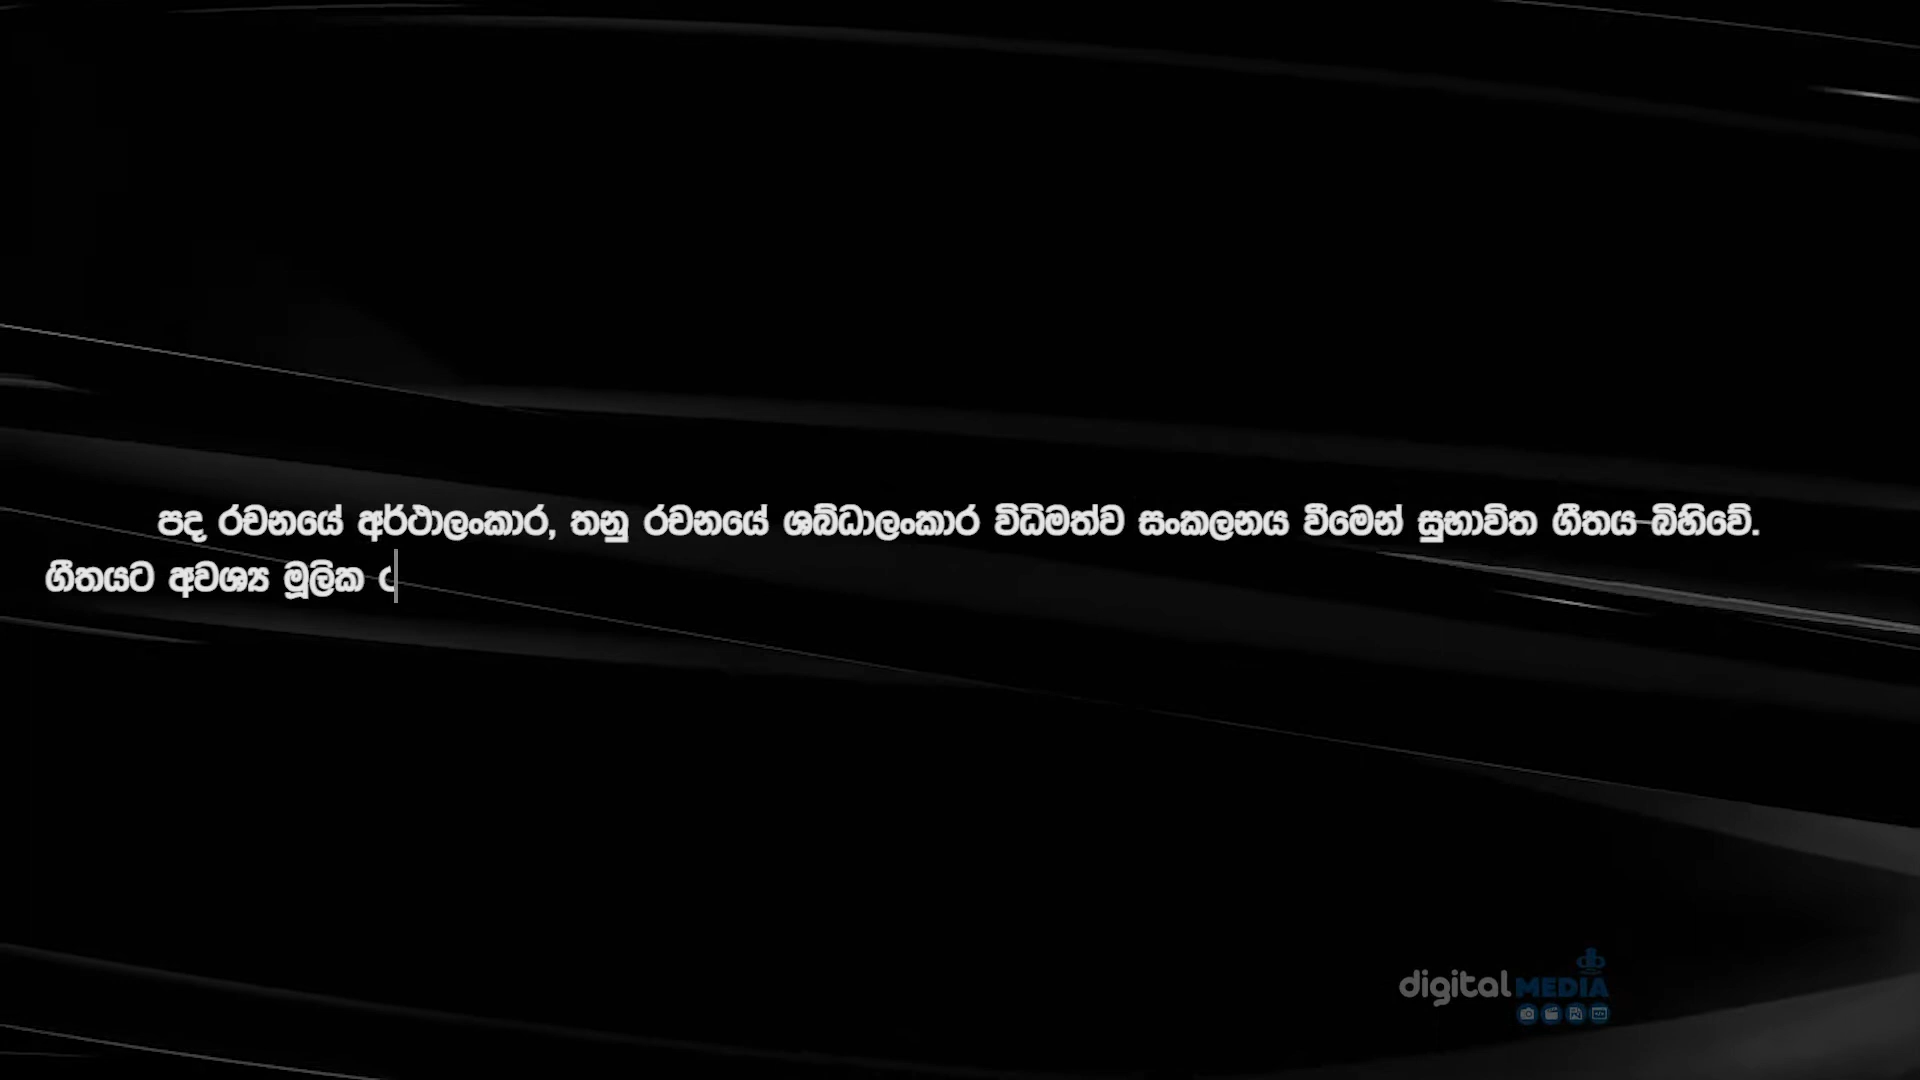 පද රචනයේ අර්ථාලංකාර, තනු රචනයේ ශබ්ධාලංකාර විධිමත්ව සංකලනය වීමෙන් සුභාවිත ගීතය බිහිවේ.
ගීතයට අවශ්‍ය මූලික
digital MEDIA